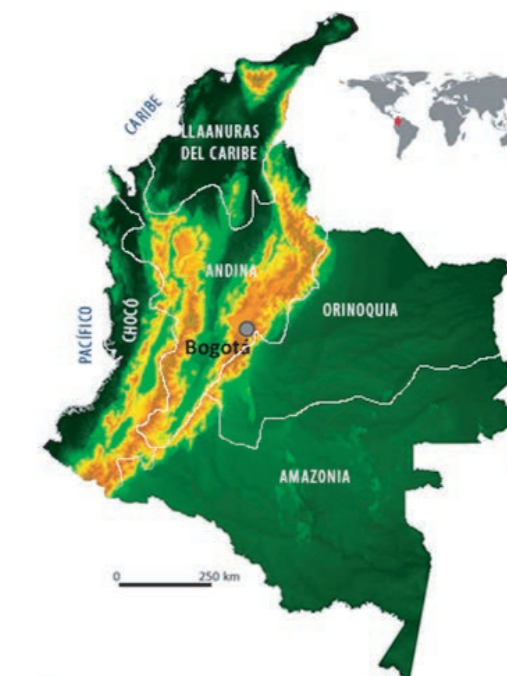 CARIBE
LLAANURAS
DEL CARIBE
ANDINA
ORINOQUIA
PACÍFICO
CHOCÓ
Bogotá
AMAZONIA
0 250 km